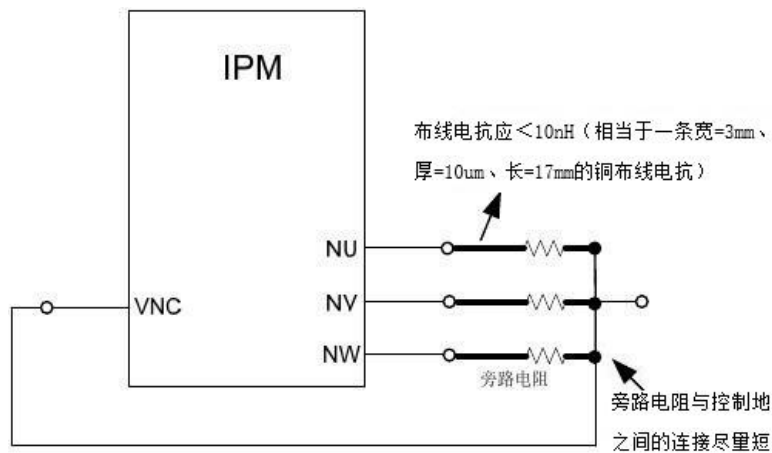 IPM
布线电抗应＜10nH（相当于一条宽=3mm、
厚=10um、长=17mm的铜布线电抗）
NU
VNC
NV
NW
旁路电阻
旁路电阻与控制地
之间的连接尽量短